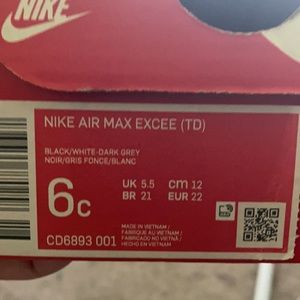 NIKE
NIKE AIR MAX EXCEE (TD)
BLACK/WHITE-DARK GREY
NOIR/GRIS FONCE/BLANC
6C
UK 5.5 cm 12
BR 21 EUR 22
MADE IN VIETNAM /
FABRIQUE AU VIETNAM /
FABRICADO NO VIETNÃ /
HECHO EN VIETNAM
CD6893 001